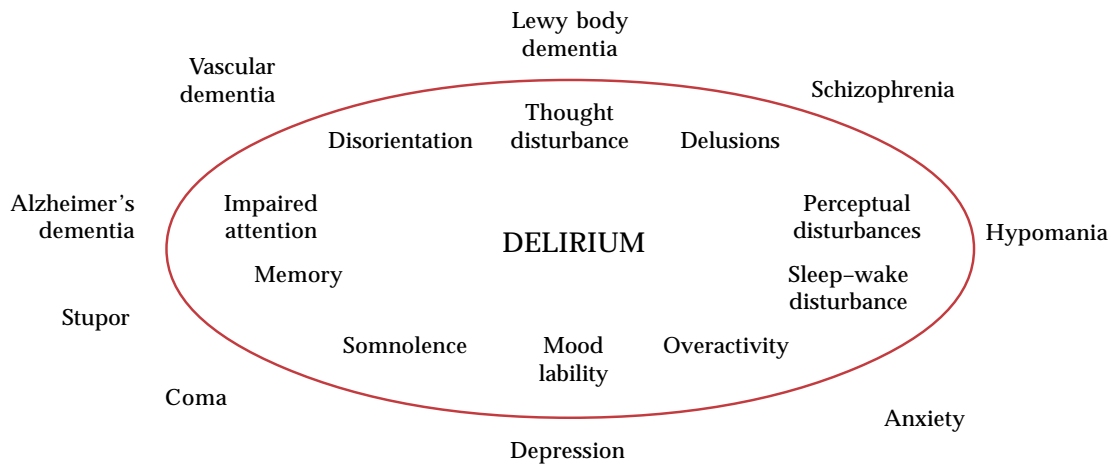 Lewy body
dementia
Vascular
dementia
Schizophrenia
Thought
disturbance
Disorientation
Delusions
Alzheimer's
dementia
Impaired
attention
Perceptual
disturbances
DELIRIUM
Hypomania
Memory
Sleep–wake
disturbance
Stupor
Somnolence
Mood
lability
Overactivity
Coma
Anxiety
Depression